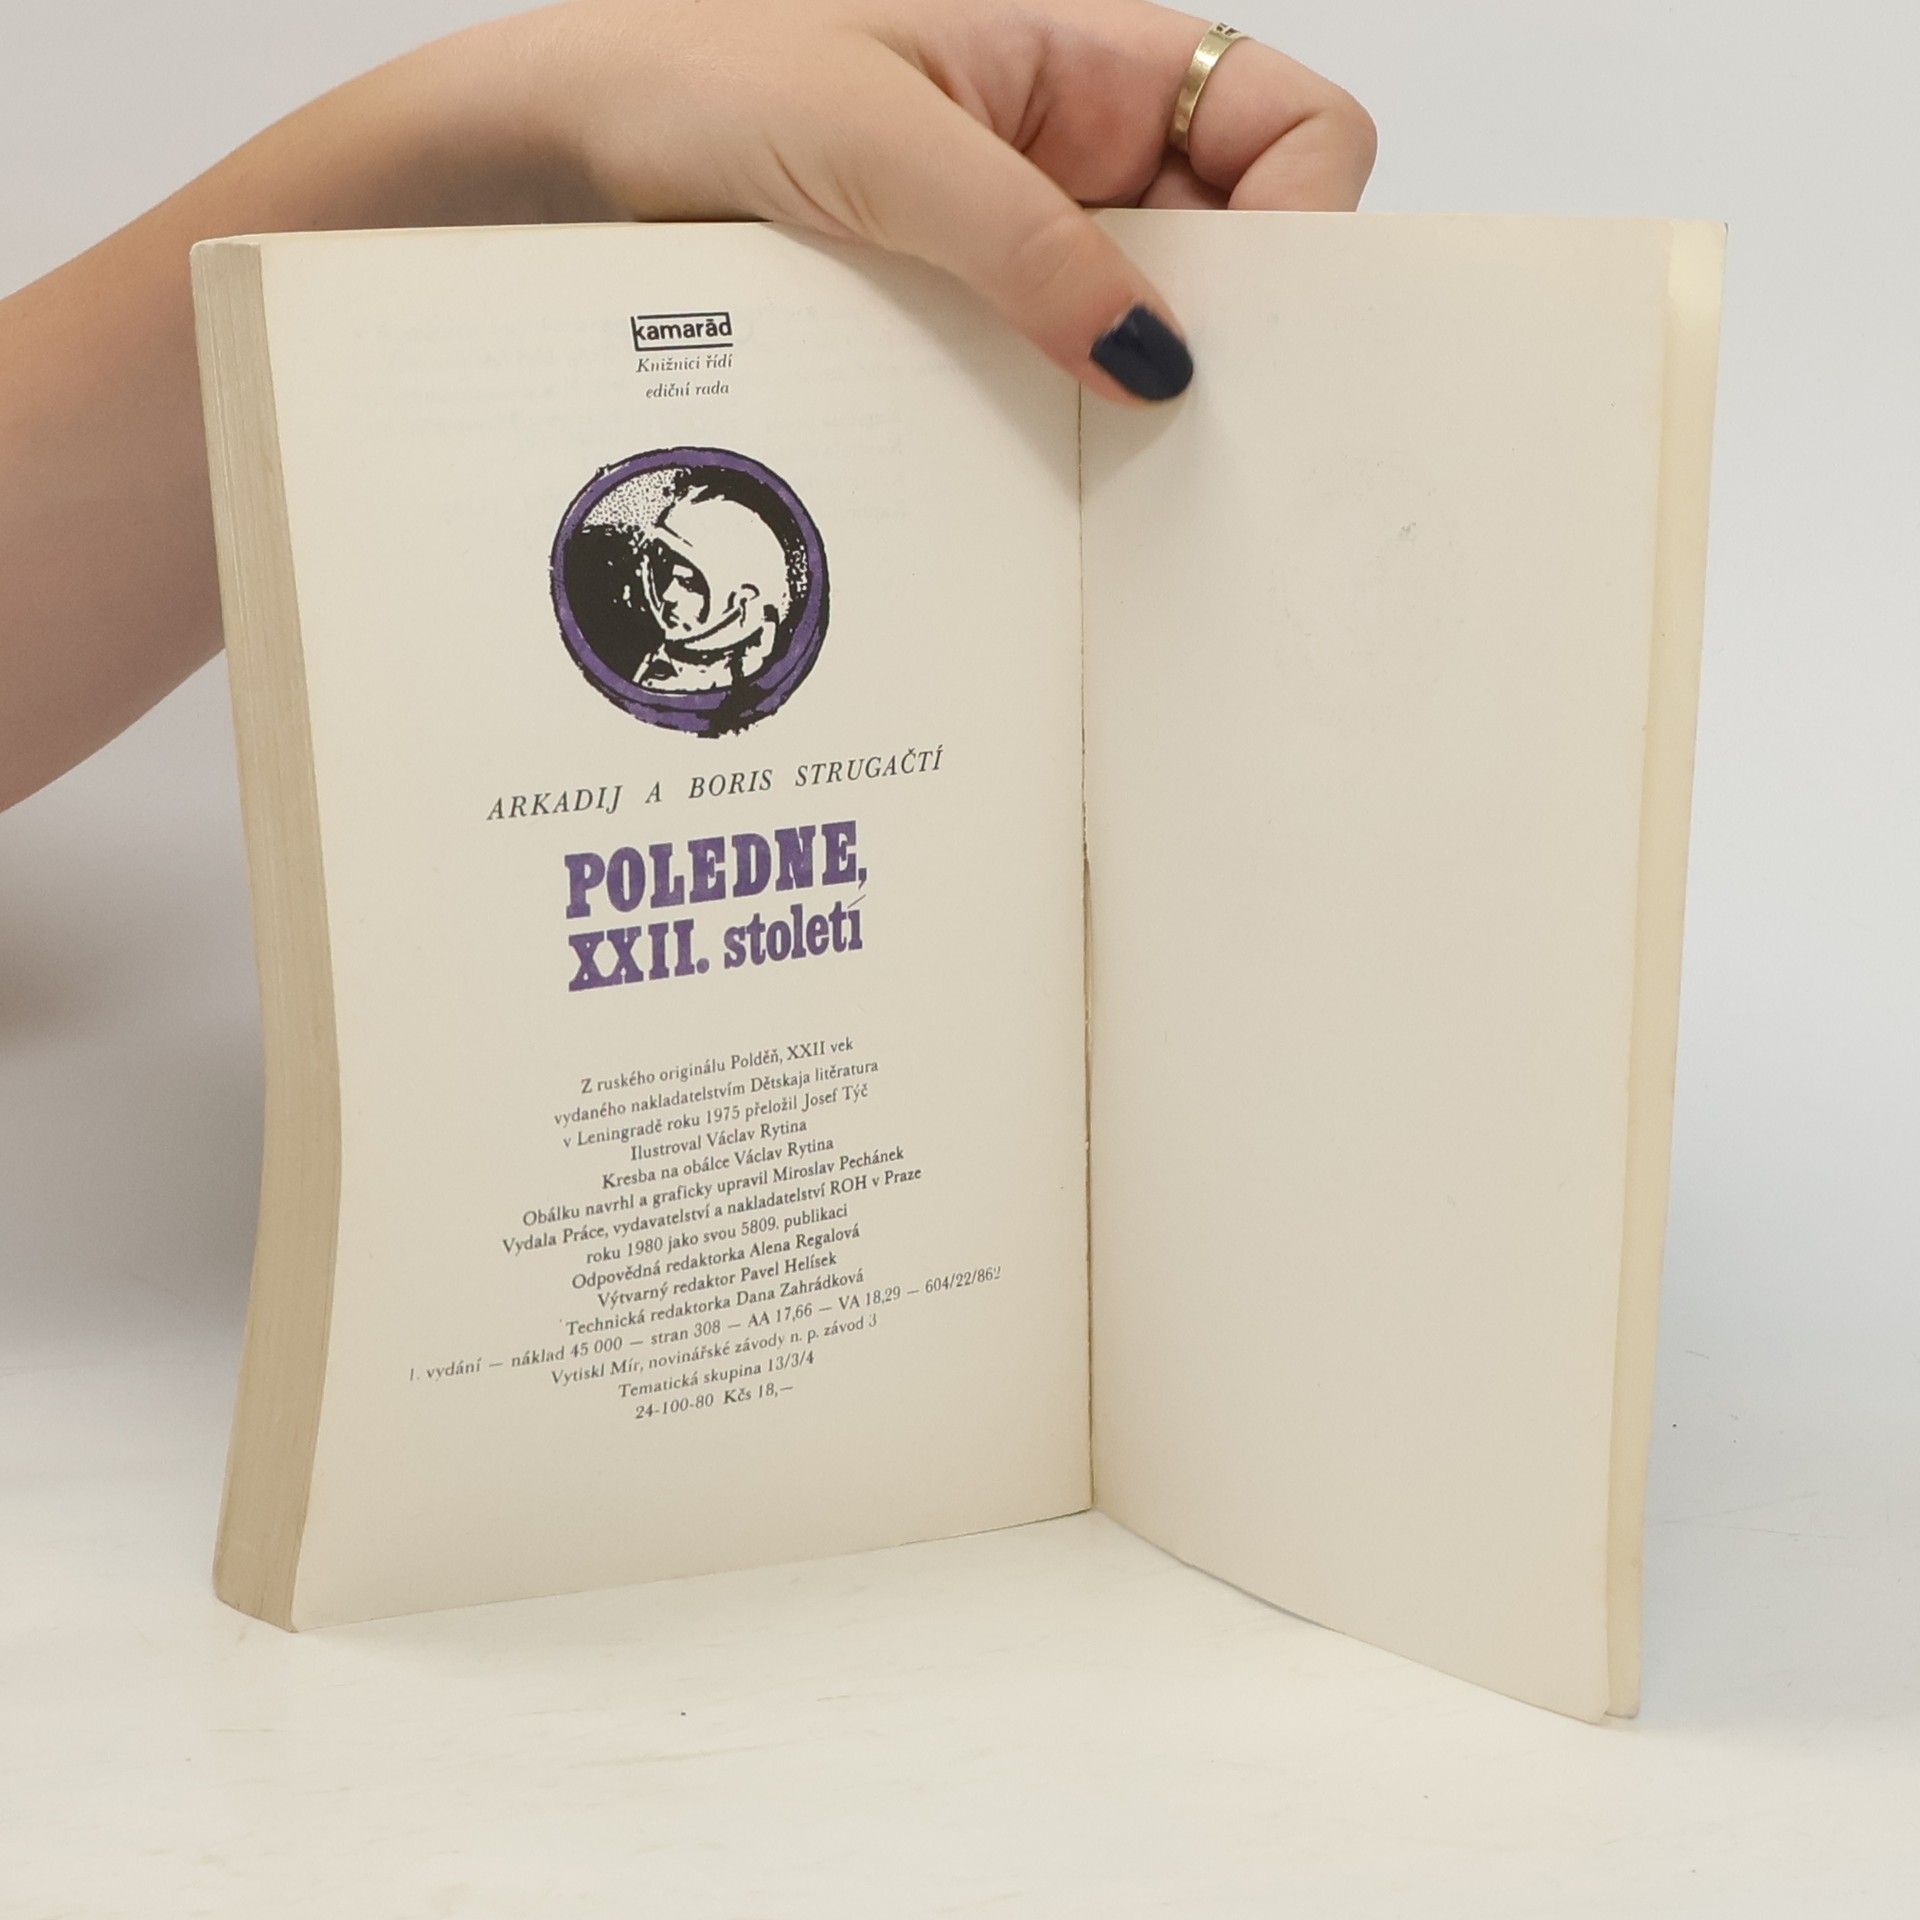 kamarād
Knižnici řídí
ediční rada
ARKADIJ A BORIS STRUGAČTÍ
POLEDNE,
XXII. století
Z ruského originálu Polděň, XXII vek
vydaného nakladatelstvím Dětskaja litěratura
v Leningradě roku 1975 přeložil Josef Týč
Ilustroval Václav Rytina
Kresba na obálce Václav Rytina
Obálku navrhl a graficky upravil Miroslav Pechánek
Vydala Práce, vydavatelství a nakladatelství ROH v Praze
roku 1980 jako svou 5809. publikaci
Odpovědná redaktorka Alena Regalová
Výtvarný redaktor Pavel Helísek
Technická redaktorka Dana Zahrádková
1. vydání — náklad 45 000 — stran 308 — AA 17,66 — VA 18,29 — 604/22/862
Vytiskl Mír, novinářské závody n. p. závod 3
Tematická skupina 13/3/4
24-100-80 Kčs 18,—